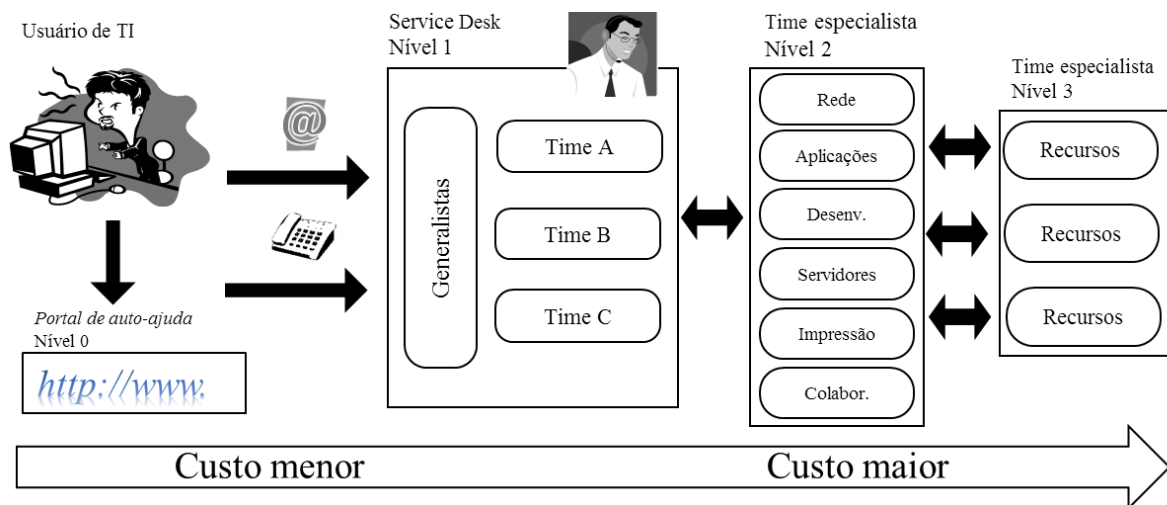 Usuário de TI
@
Portal de auto-ajuda
Nível 0
http://www.
Service Desk
Nível 1
Generalistas
Time A
Time B
Time C
Time especialista
Nível 2
Rede
Aplicações
Desenv.
Servidores
Impressão
Colabor.
Time especialista
Nível 3
Recursos
Recursos
Recursos
Custo menor
Custo maior